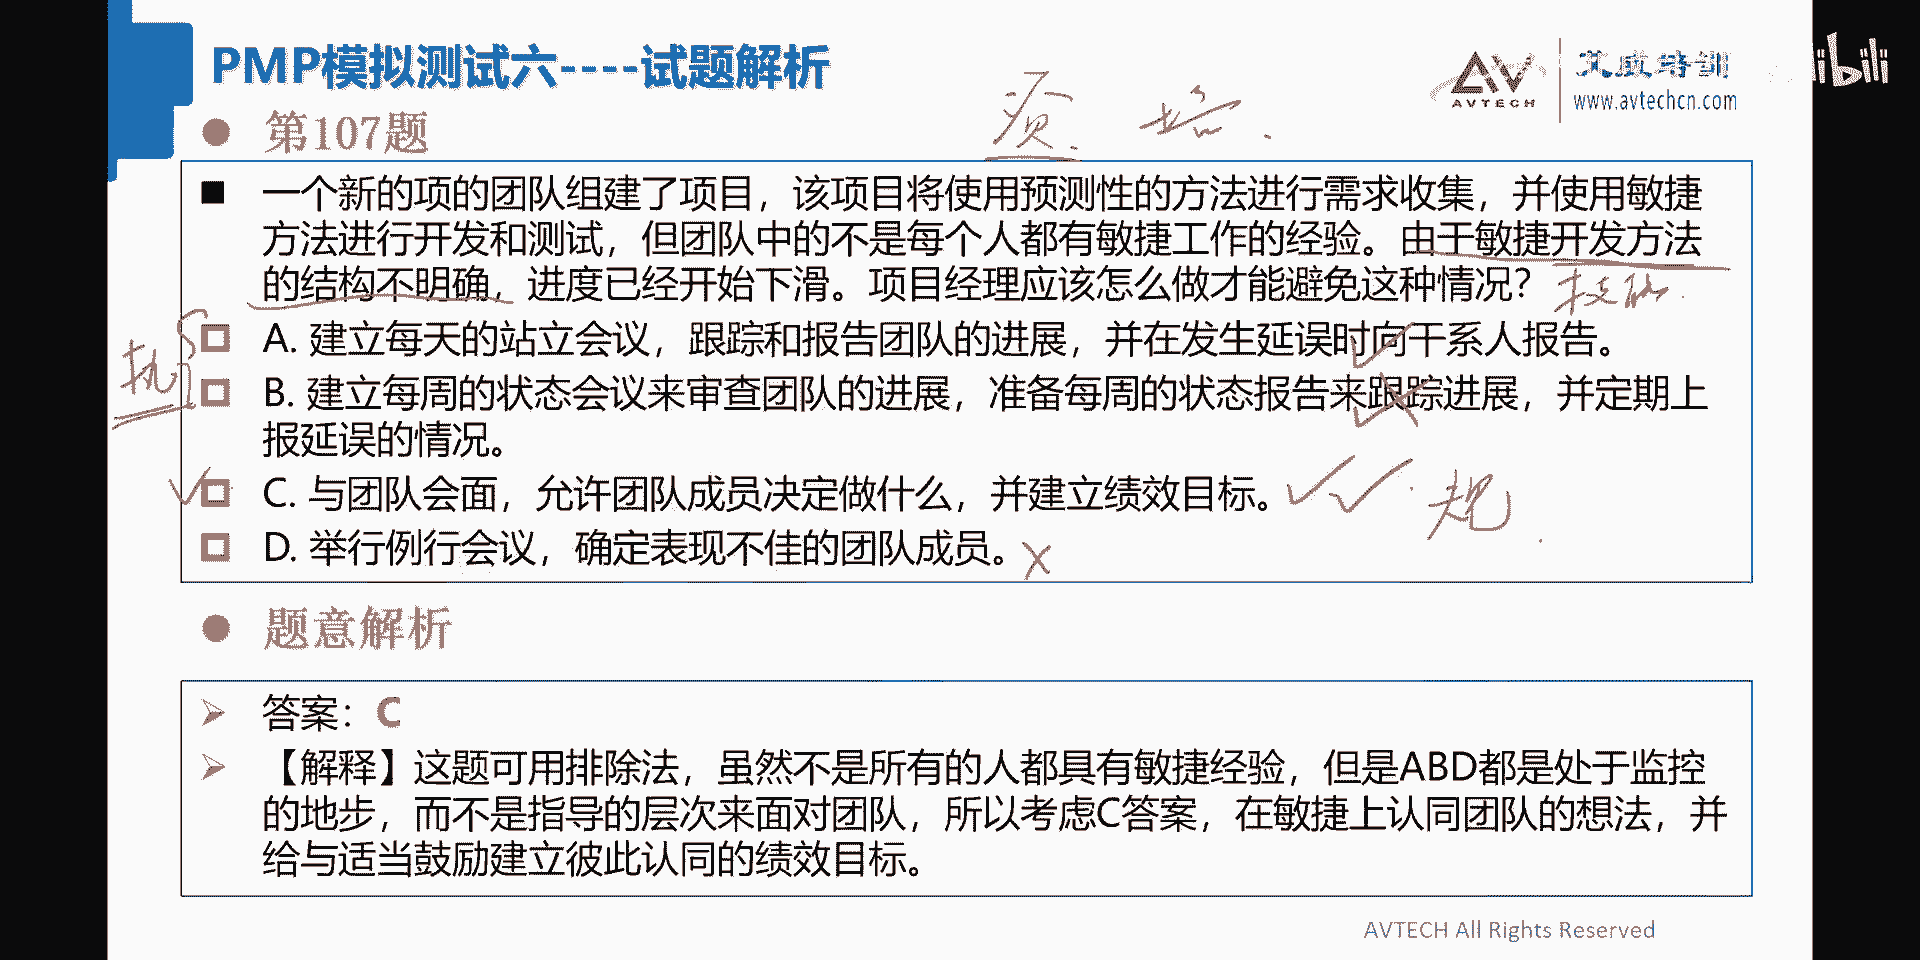 PMP模拟测试六----试题解析
AVTECH
艾威培训
www.avtechcn.com
bilibili
第107题
一个新的项的团队组建了项目，该项目将使用预测性的方法进行需求收集，并使用敏捷
方法进行开发和测试，但团队中的不是每个人都有敏捷工作的经验。由于敏捷开发方法
的结构不明确，进度已经开始下滑。项目经理应该怎么做才能避免这种情况？
A. 建立每天的站立会议，跟踪和报告团队的进展，并在发生延误时向干系人报告。
执
B. 建立每周的状态会议来审查团队的进展，准备每周的状态报告来跟踪进展，并定期上
报延误的情况。
C. 与团队会面，允许团队成员决定做什么，并建立绩效目标。
规
D. 举行例行会议，确定表现不佳的团队成员。
题意解析
答案：C
【解释】这题可用排除法，虽然不是所有的人都具有敏捷经验，但是ABD都是处于监控
的地步，而不是指导的层次来面对团队，所以考虑C答案，在敏捷上认同团队的想法，并
给与适当鼓励建立彼此认同的绩效目标。
AVTECH All Rights Reserved